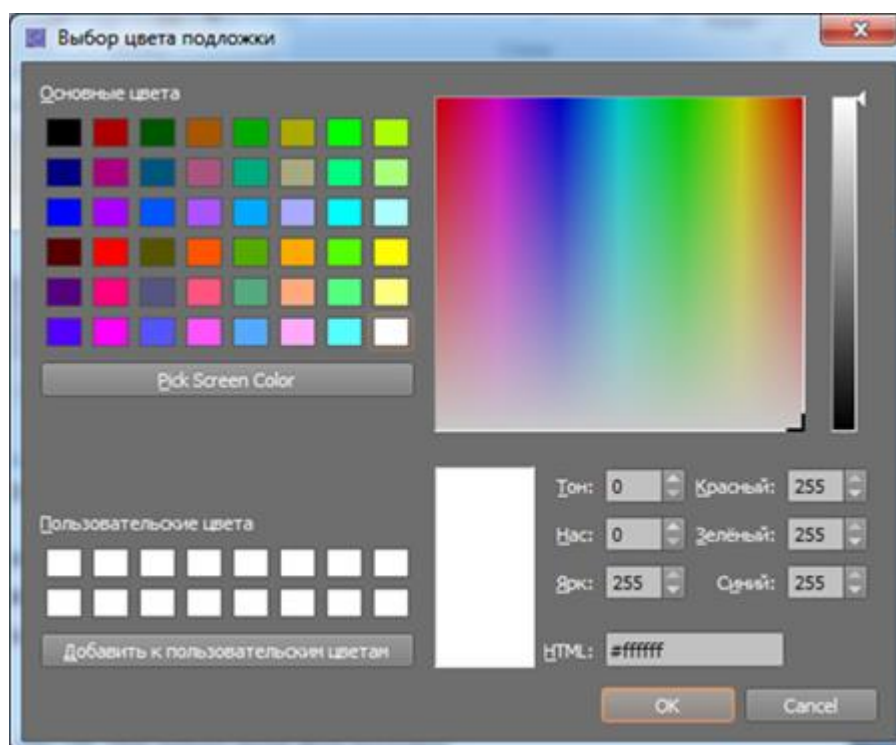 Выбор цвета подложки
Основные цвета
Pick Screen Color
Пользовательские цвета
Добавить к пользовательским цветам
Тон: 0 Красный: 255
Нас: 0 Зелёный: 255
Ярк: 255 Синий: 255
HTML: #ffffff
OK Cancel